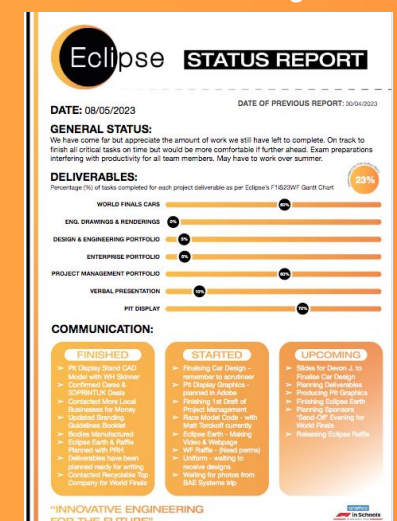 Eclipse STATUS REPORT
DATE: 08/05/2023
DATE OF PREVIOUS REPORT: 30/04/2023
GENERAL STATUS:
We have come far but appreciate the amount of work we still have left to complete. On track to
finish all critical tasks on time but would be more comfortable if further ahead. Exam preparations
interfering with productivity for all team members. May have to work over summer.
DELIVERABLES:
Percentage (%) of tasks completed for each project deliverable as per Eclipse's F1iS23WF Gantt Chart
23%
WORLD FINALS CARS
60%
ENG. DRAWINGS & RENDERINGS
0%
DESIGN & ENGINEERING PORTFOLIO
5%
ENTERPRISE PORTFOLIO
5%
PROJECT MANAGEMENT PORTFOLIO
60%
VERBAL PRESENTATION
10%
PIT DISPLAY
70%
COMMUNICATION:
FINISHED
➢ Pit Display Stand CAD
Model with WH Skinner
➢ Confirmed Ceres &
SOPRINTUK Deals
➢ Contacted More Local
Businesses for Money
➢ Updated Branding
Guidelines Booklet
➢ Bodies Manufactured
➢ Eclipse Earth & Raffle
Planned with PRH
➢ Deliverables have been
planned ready for writing
➢ Contacted Recyclable Top
Company for World Finals
STARTED
➢ Finalising Car Design -
remember to scrutineer
➢ Pit Display Graphics -
planned in Adobe
➢ Finishing 1st Draft of
Project Management
➢ Race Model Code - with
Matt Torokoff currently
➢ Eclipse Earth - Making
Video & Webpage
➢ WF Raffle - (Need perms)
➢ Uniform - waiting to
receive designs
➢ Waiting for photos from
BAE Systems trip
UPCOMING
➢ Slides for Devon J. to
Finalise Car Design
➢ Planning Deliverables
➢ Producing Pit Graphics
➢ Finishing Eclipse Earth
➢ Planning Sponsors
'Send-Off' Evening for
World Finals
➢ Releasing Eclipse Raffle
"INNOVATIVE ENGINEERING
FOR THE FUTURE"
aramco
in Schools